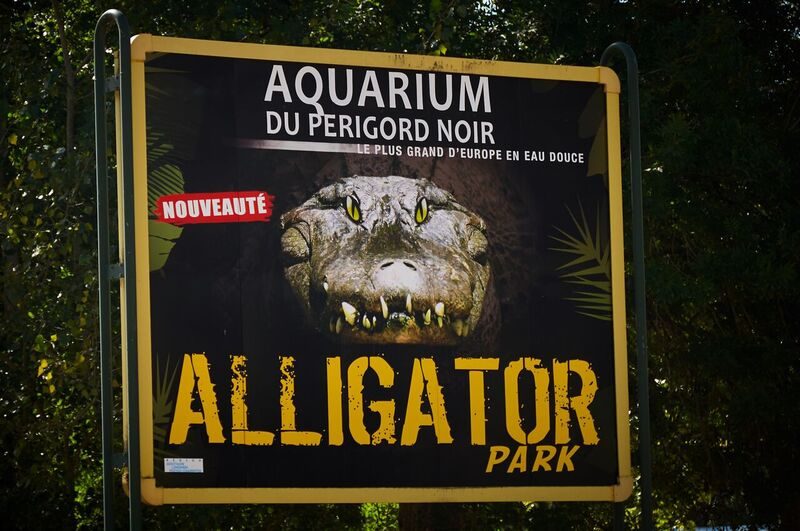 AQUARIUM
DU PERIGORD NOIR
LE PLUS GRAND D'EUROPE EN EAU DOUCE
NOUVEAUTÉ
ALLIGATOR
PARK